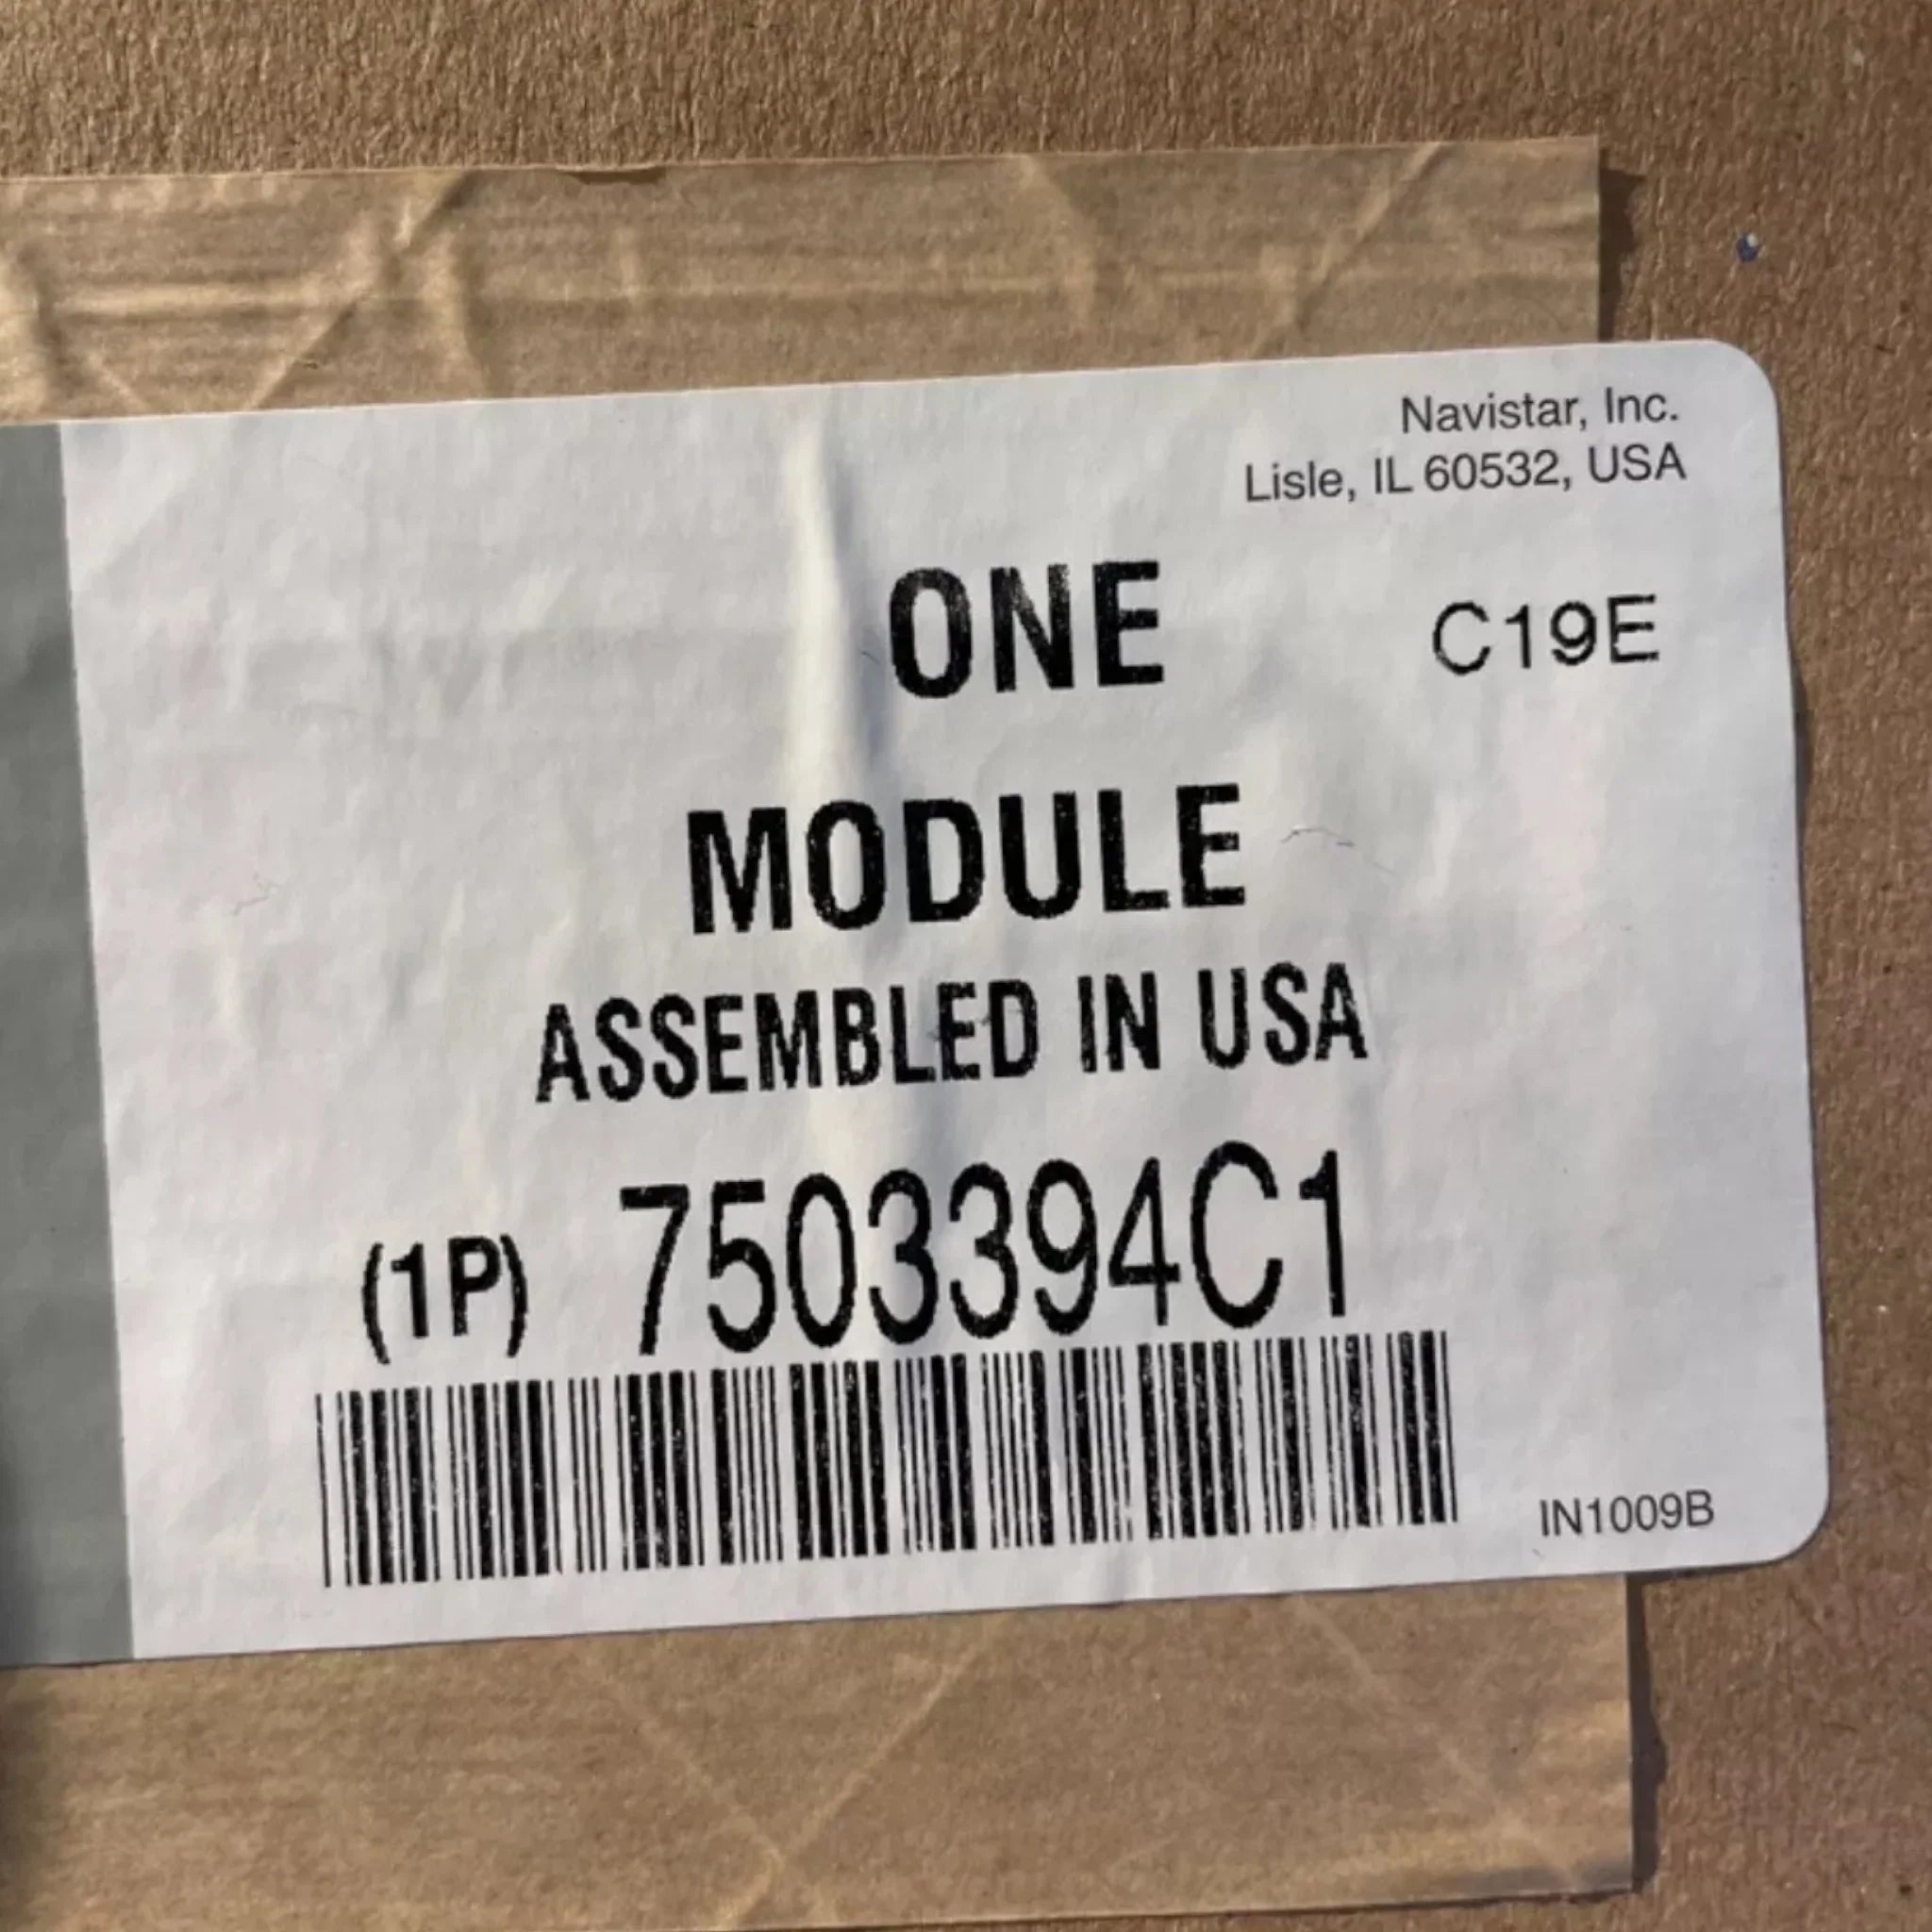 Navistar, Inc.
Lisle, IL 60532, USA
ONE C19E
MODULE
ASSEMBLED IN USA
(1P) 7503394C1
IN1009B